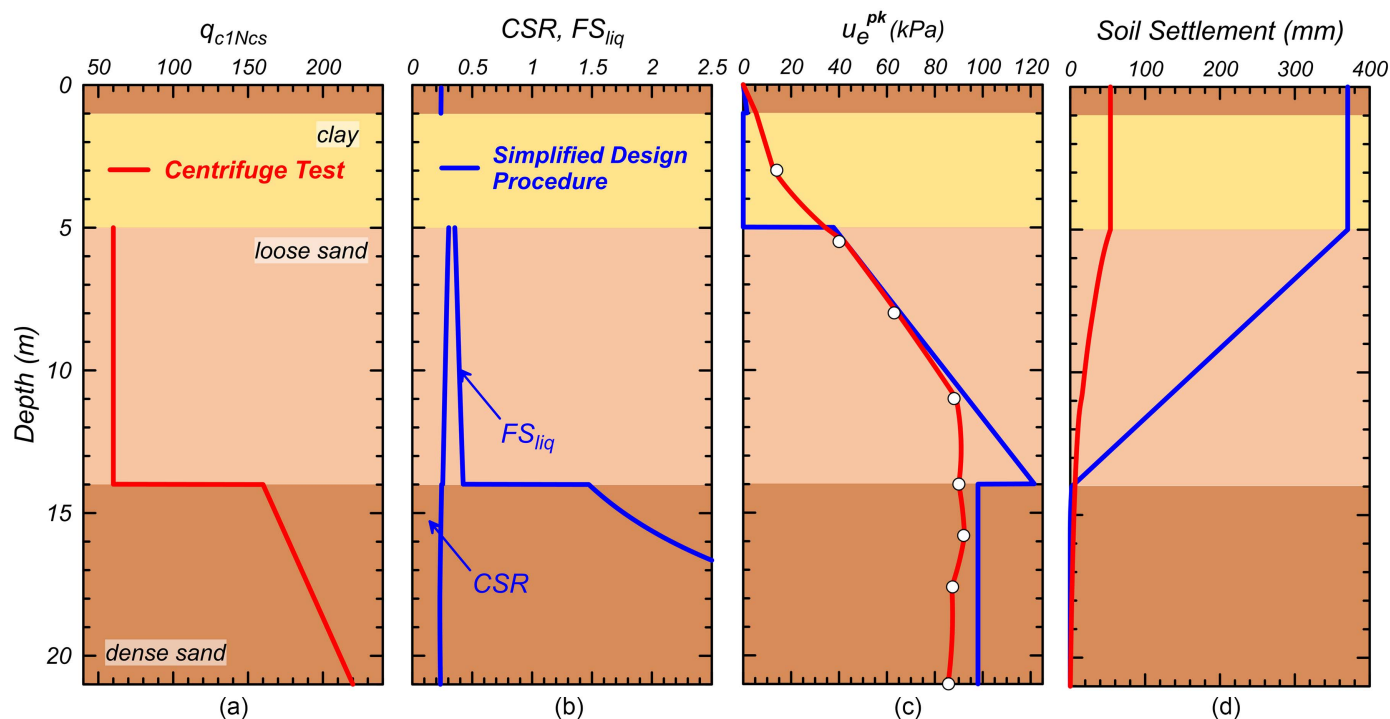 q_c1Ncs
50 100 150 200
CSR, FS_liq
0 0.5 1 1.5 2 2.5
u_e^pk (kPa)
0 20 40 60 80 100 120
Soil Settlement (mm)
0 100 200 300 400
Depth (m)
0
5
10
15
20
clay
Centrifuge Test
loose sand
dense sand
(a)
Simplified Design
Procedure
FS_liq
CSR
(b)
(c)
(d)